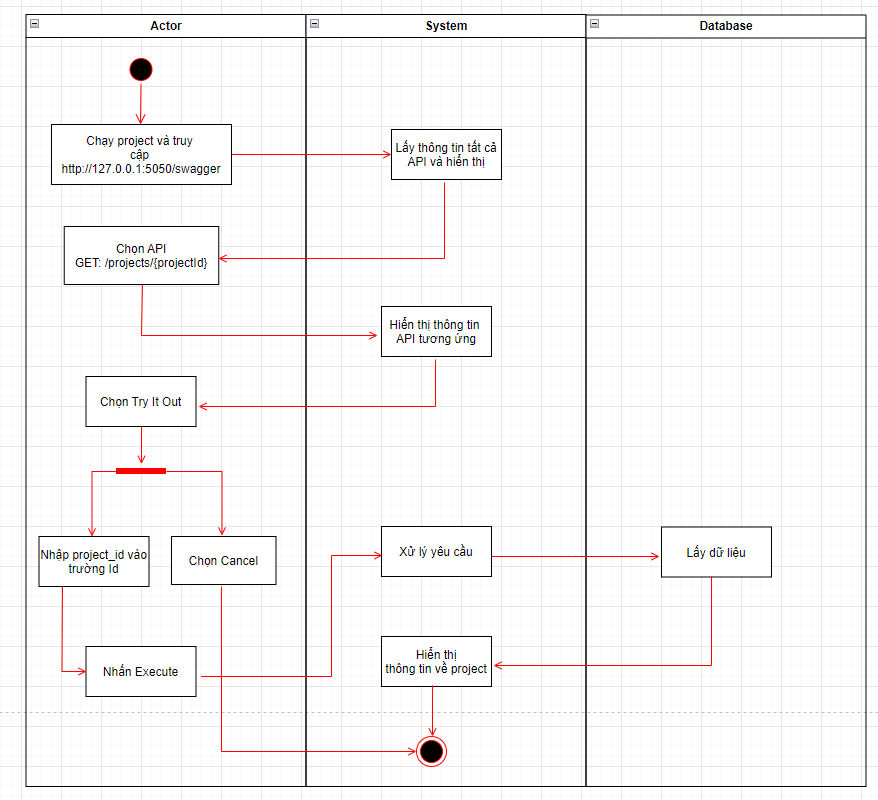 Actor
System
Database
Chạy project và truy
cập
http://127.0.0.1:5050/swagger
Lấy thông tin tất cả
API và hiển thị
Chọn API
GET: /projects/{projectId}
Hiển thị thông tin
API tương ứng
Chọn Try It Out
Nhập project_id vào
trường Id
Chọn Cancel
Xử lý yêu cầu
Lấy dữ liệu
Nhấn Execute
Hiển thị
thông tin về project